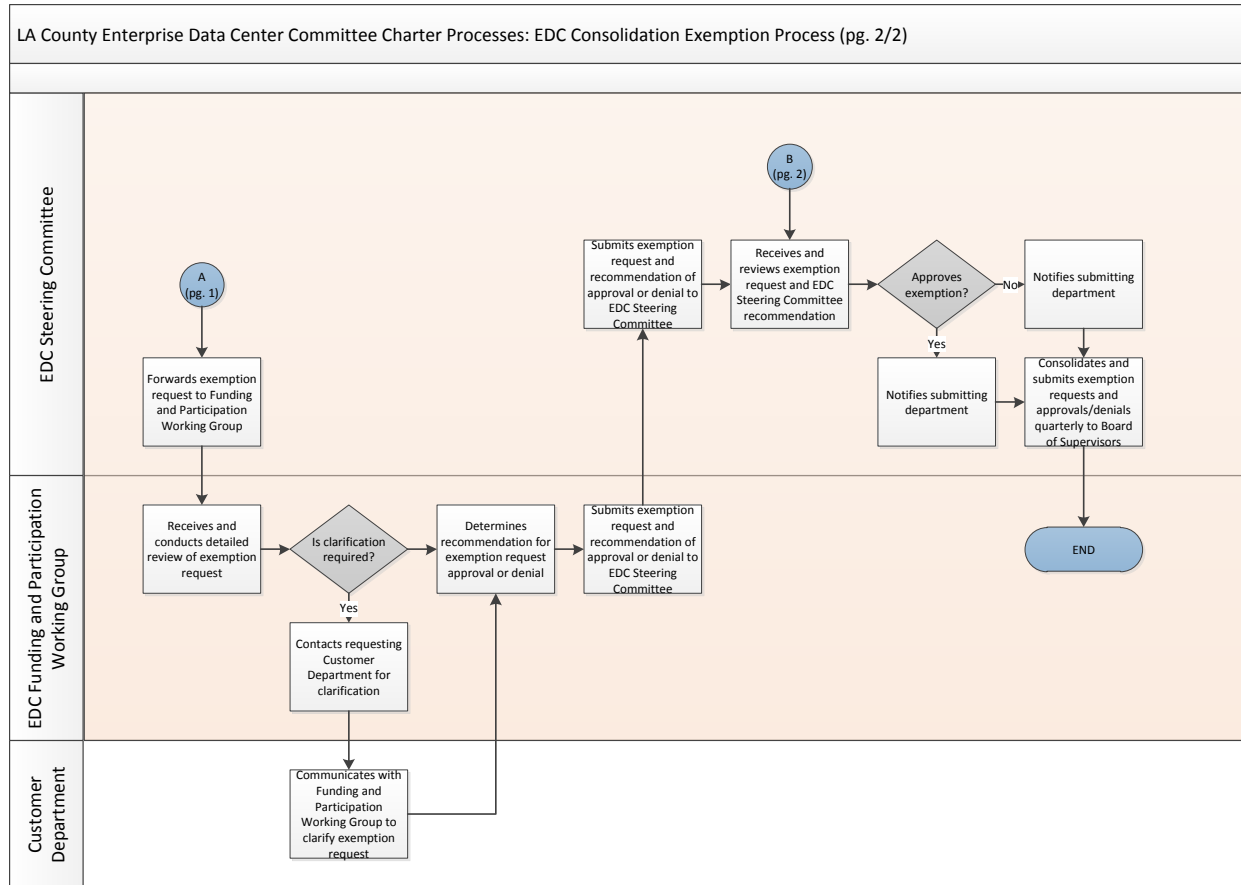 LA County Enterprise Data Center Committee Charter Processes: EDC Consolidation Exemption Process (pg. 2/2)
EDC Steering Committee
A
(pg. 1)
Forwards exemption
request to Funding
and Participation
Working Group
Submits exemption
request and
recommendation of
approval or denial to
EDC Steering
Committee
B
(pg. 2)
Receives and
reviews exemption
request and EDC
Steering Committee
recommendation
Approves
exemption?
No
Notifies submitting
department
Yes
Notifies submitting
department
Consolidates and
submits exemption
requests and
approvals/denials
quarterly to Board
of Supervisors
EDC Funding and Participation
Working Group
Receives and
conducts detailed
review of exemption
request
Is clarification
required?
Yes
Contacts requesting
Customer
Department for
clarification
Determines
recommendation for
exemption request
approval or denial
Submits exemption
request and
recommendation of
approval or denial to
EDC Steering
Committee
END
Customer
Department
Communicates with
Funding and
Participation
Working Group to
clarify exemption
request